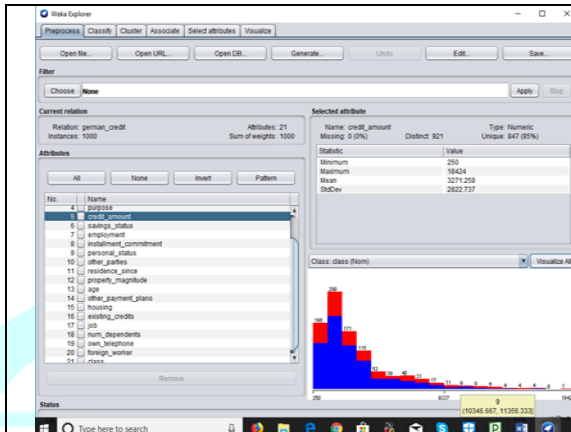 Weka Explorer
Preprocess Classify Cluster Associate Select attributes Visualize
Open file... Open URL... Open DB... Generate... Undo Edit... Save...
Filter
Choose None Apply Stop
Current relation
Relation: german_credit Attributes: 21
Instances: 1000 Sum of weights: 1000
Selected attribute
Name: credit_amount Type: Numeric
Missing: 0 (0%) Distinct: 921 Unique: 847 (85%)
Statistic Value
Minimum 250
Maximum 18424
Mean 3271.258
StdDev 2822.737
Attributes
All None Invert Pattern
No. Name
4 purpose
5 credit_amount
6 savings_status
7 employment
8 installment_commitment
9 personal_status
10 other_parties
11 residence_since
12 property_magnitude
13 age
14 other_payment_plans
15 housing
16 existing_credits
17 job
18 num_dependents
19 own_telephone
20 foreign_worker
21 class
Remove
Class: class (Nom) Visualize All
171
250
9
(10346.667, 11356.333]
Status
Type here to search